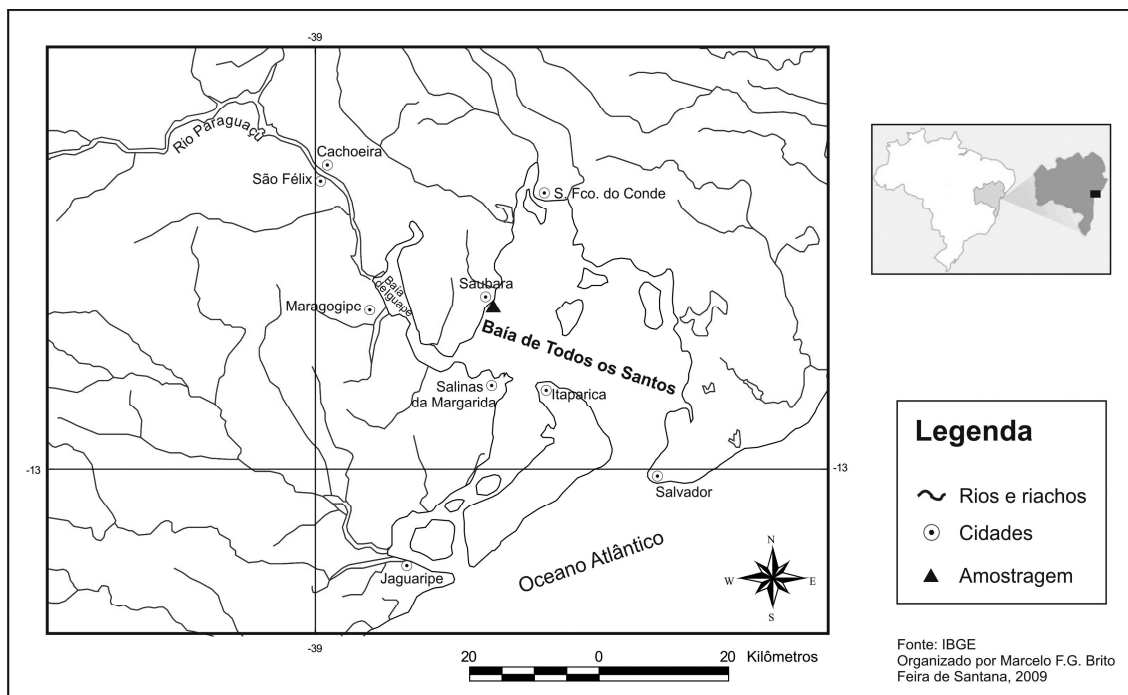 -39
Rio Paraguaçú
Cachoeira
São Félix
S. Fco. do Conde
Baía
de Iguape
Saubara
Maragogipe
Baía de Todos os Santos
Salinas
da Margarida
Itaparica
-13
-13
Salvador
Oceano Atlântico
Jaguaripe
N
W
E
S
-39
20
0
20
Kilômetros
Legenda
Rios e riachos
Cidades
Amostragem
Fonte: IBGE
Organizado por Marcelo F.G. Brito
Feira de Santana, 2009